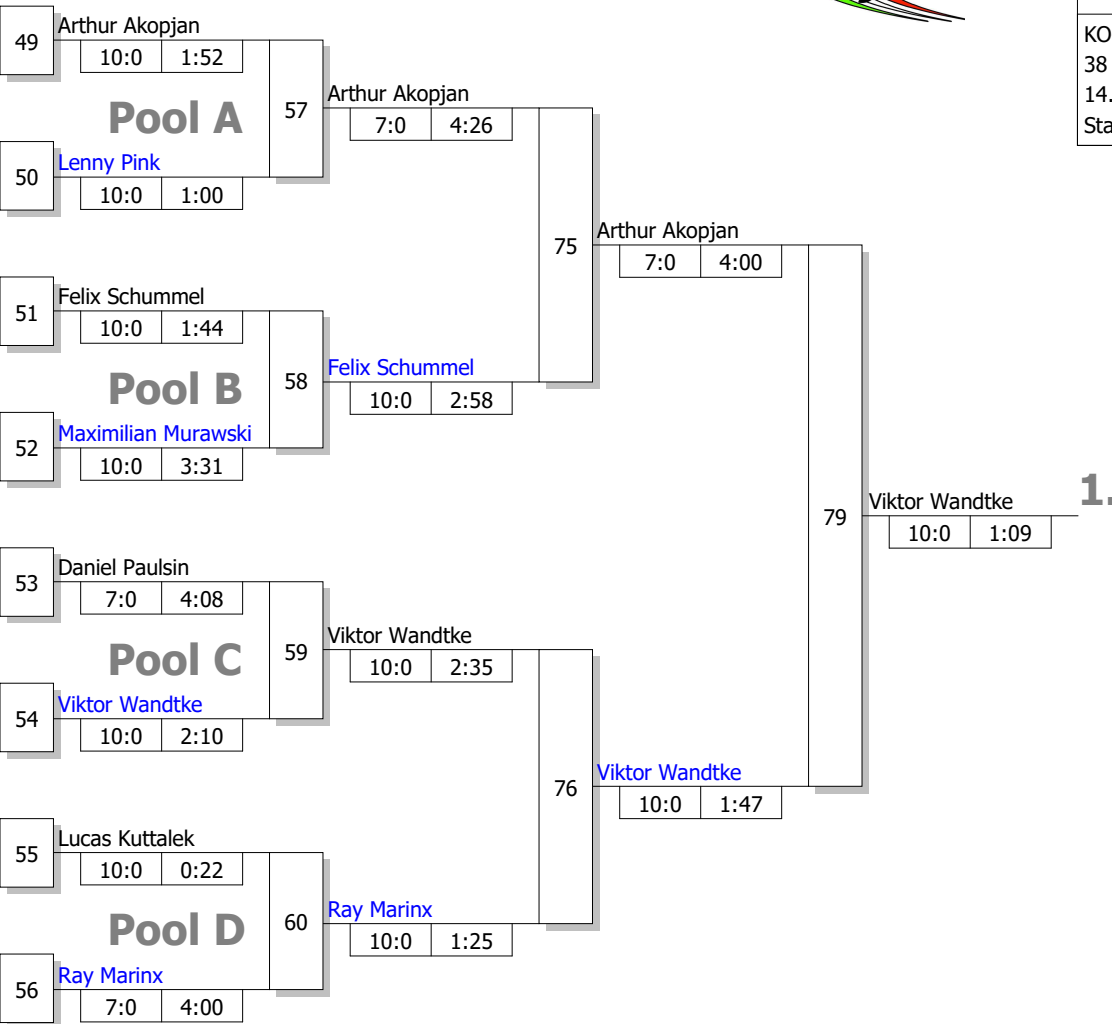 49
Arthur Akopjan
10:0 1:52
Pool A
57
Arthur Akopjan
7:0 4:26
50
Lenny Pink
10:0 1:00
75
Arthur Akopjan
7:0 4:00
51
Felix Schummel
10:0 1:44
Pool B
58
Felix Schummel
10:0 2:58
52
Maximilian Murawski
10:0 3:31
79
Viktor Wandtke
10:0 1:09
1.
53
Daniel Paulsin
7:0 4:08
Pool C
59
Viktor Wandtke
10:0 2:35
54
Viktor Wandtke
10:0 2:10
76
Viktor Wandtke
10:0 1:47
55
Lucas Kuttalek
10:0 0:22
Pool D
60
Ray Marinx
10:0 1:25
56
Ray Marinx
7:0 4:00
KO
38
14.
Sta